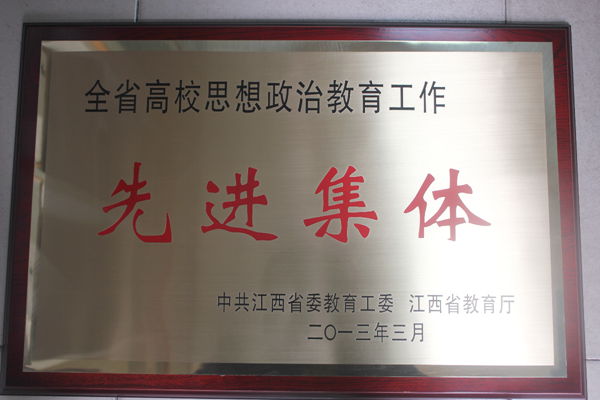 全省高校思想政治教育工作
先进集体
中共江西省委教育工委 江西省教育厅
二〇一三年三月